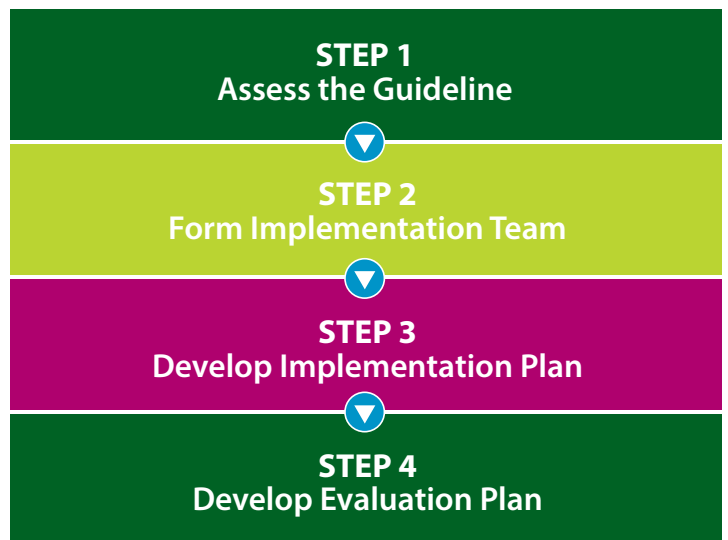 STEP 1
Assess the Guideline
STEP 2
Form Implementation Team
STEP 3
Develop Implementation Plan
STEP 4
Develop Evaluation Plan